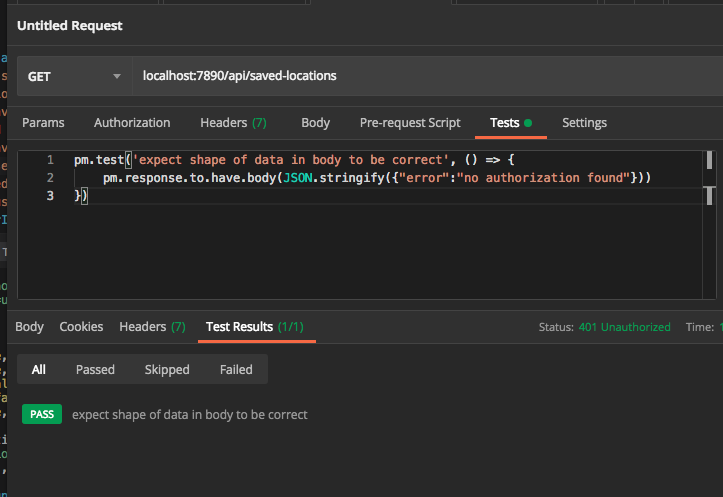 Untitled Request
GET localhost:7890/api/saved-locations
Params Authorization Headers (7) Body Pre-request Script Tests Settings
1 pm.test('expect shape of data in body to be correct', () => {
2 pm.response.to.have.body(JSON.stringify({"error":"no authorization found"}))
3 })
Body Cookies Headers (7) Test Results (1/1) Status: 401 Unauthorized Time:
All Passed Skipped Failed
PASS expect shape of data in body to be correct